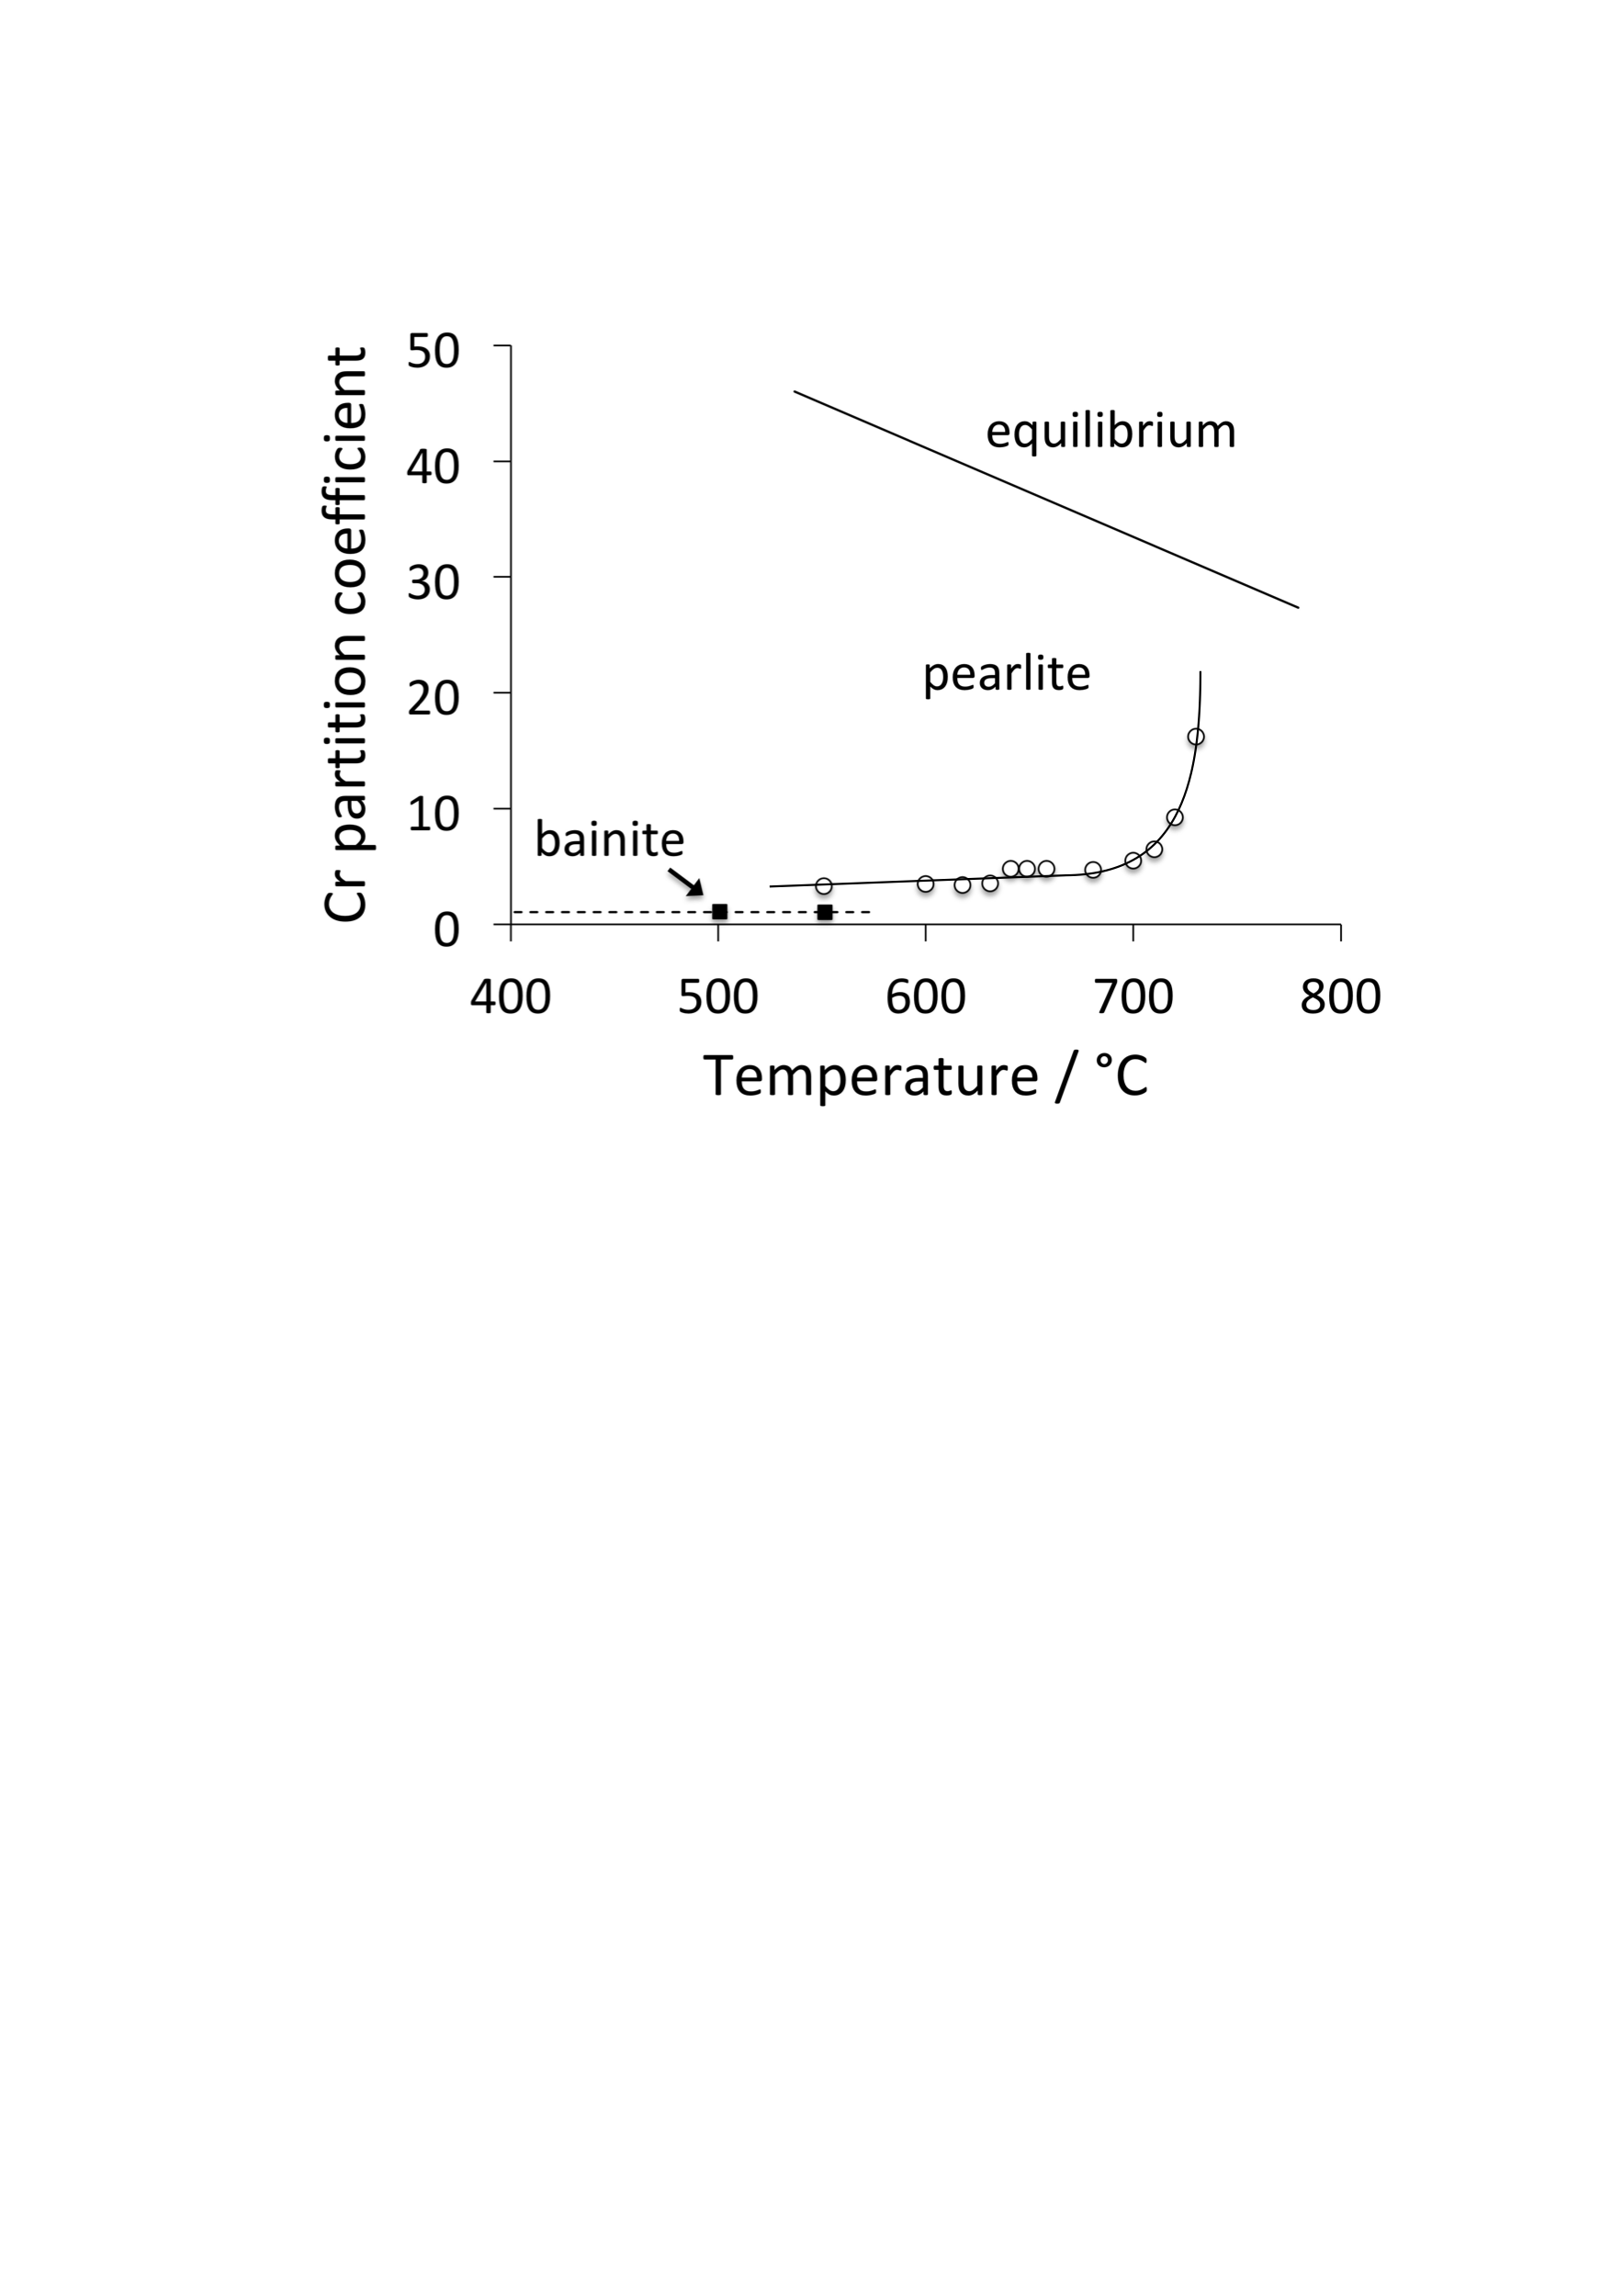 Cr partition coefficient
50
40
30
20
10
0
equilibrium
pearlite
bainite
400 500 600 700 800
Temperature / °C